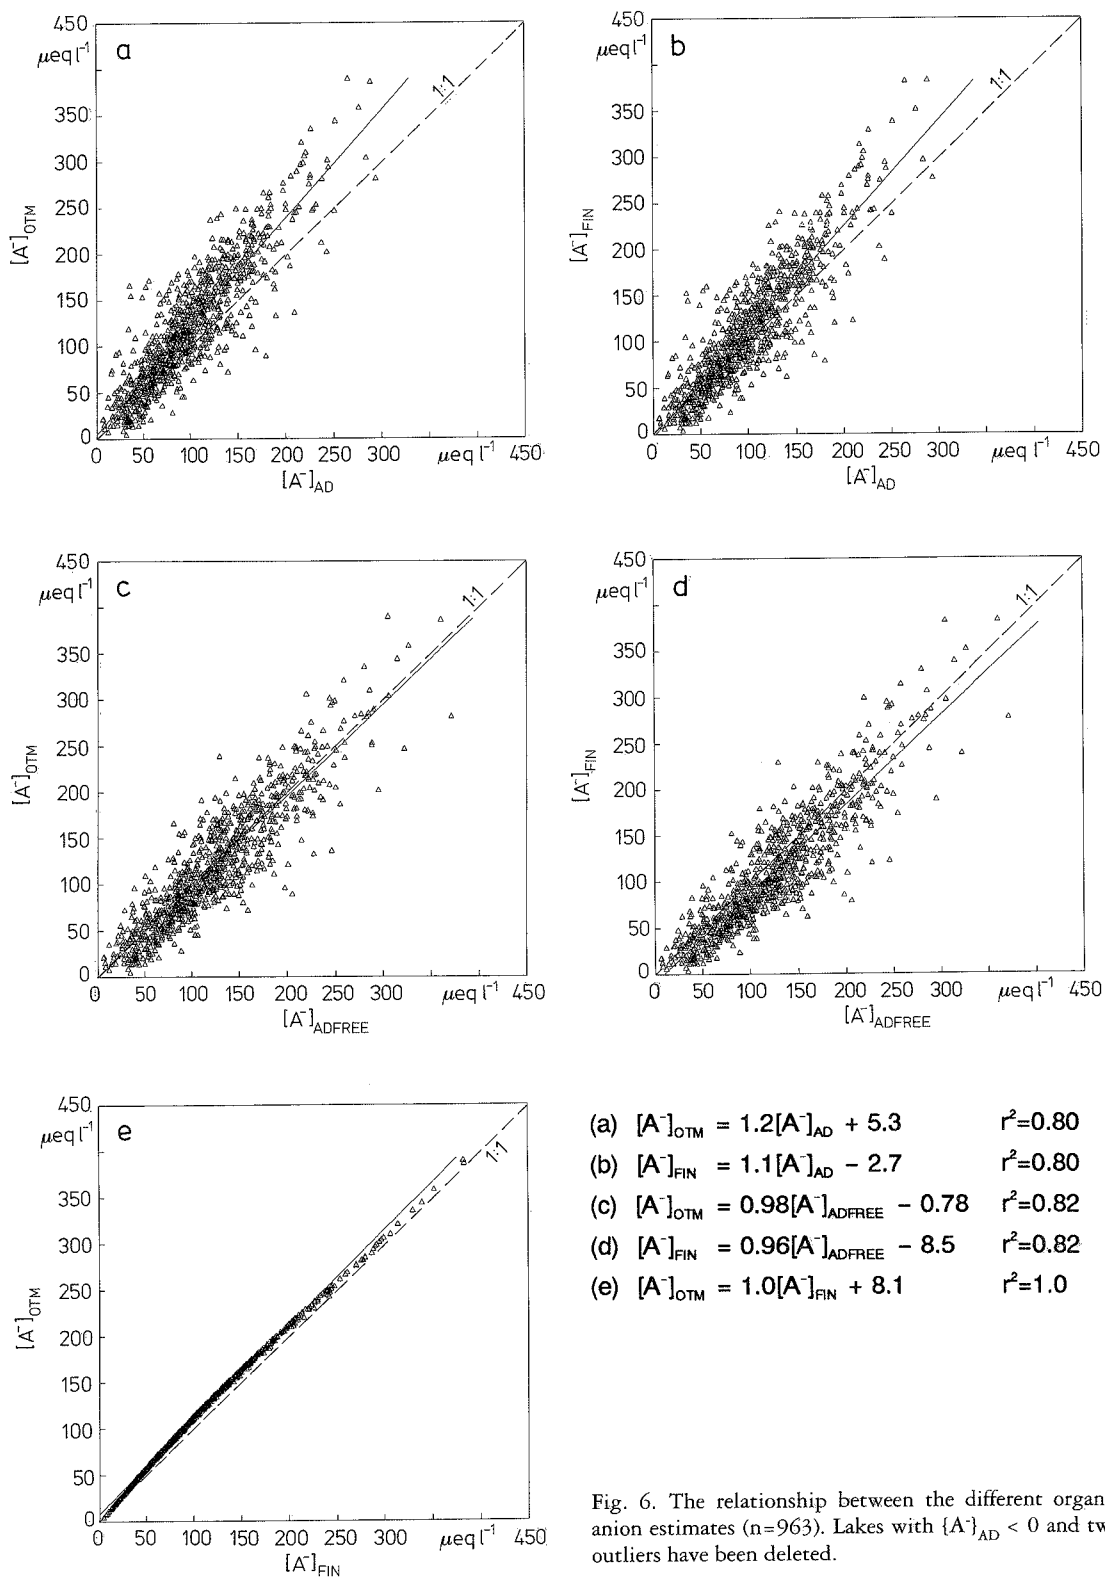 450
μeq l⁻¹
a
1:1
350
300
250
200
150
100
50
0
[A⁻]OTM
0 50 100 150 200 250 300 μeq l⁻¹ 450
[A⁻]AD
450
μeq l⁻¹
b
1:1
350
300
250
200
150
100
50
0
[A⁻]FIN
0 50 100 150 200 250 300 μeq l⁻¹ 450
[A⁻]AD
450
μeq l⁻¹
c
1:1
350
300
250
200
150
100
50
0
[A⁻]OTM
0 50 100 150 200 250 300 μeq l⁻¹ 450
[A⁻]ADFREE
450
μeq l⁻¹
d
1:1
350
300
250
200
150
100
50
0
[A⁻]FIN
0 50 100 150 200 250 300 μeq l⁻¹ 450
[A⁻]ADFREE
450
μeq l⁻¹
e
1:1
350
300
250
200
150
100
50
0
[A⁻]OTM
0 50 100 150 200 250 300 μeq l⁻¹ 450
[A⁻]FIN
(a) [A⁻]OTM = 1.2[A⁻]AD + 5.3 r²=0.80
(b) [A⁻]FIN = 1.1[A⁻]AD − 2.7 r²=0.80
(c) [A⁻]OTM = 0.98[A⁻]ADFREE − 0.78 r²=0.82
(d) [A⁻]FIN = 0.96[A⁻]ADFREE − 8.5 r²=0.82
(e) [A⁻]OTM = 1.0[A⁻]FIN + 8.1 r²=1.0
Fig. 6. The relationship between the different organ
anion estimates (n=963). Lakes with {A⁻}AD < 0 and tw
outliers have been deleted.